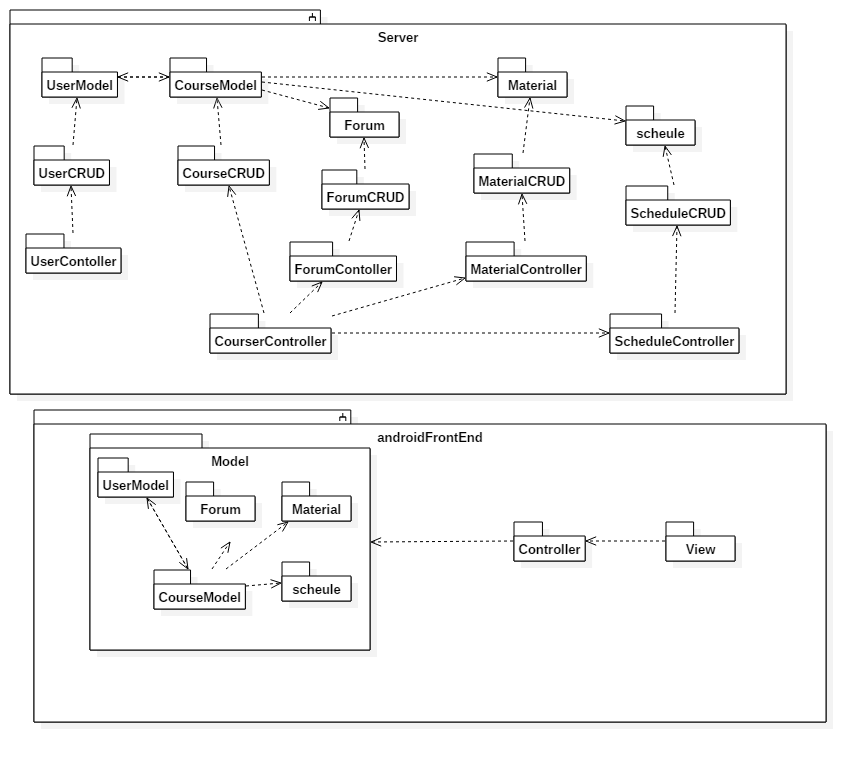 Server
UserModel
CourseModel
Material
Forum
scheule
UserCRUD
CourseCRUD
MaterialCRUD
ForumCRUD
ScheduleCRUD
UserContoller
ForumContoller
MaterialController
CourserController
ScheduleController
androidFrontEnd
Model
UserModel
Forum
Material
Controller
View
scheule
CourseModel